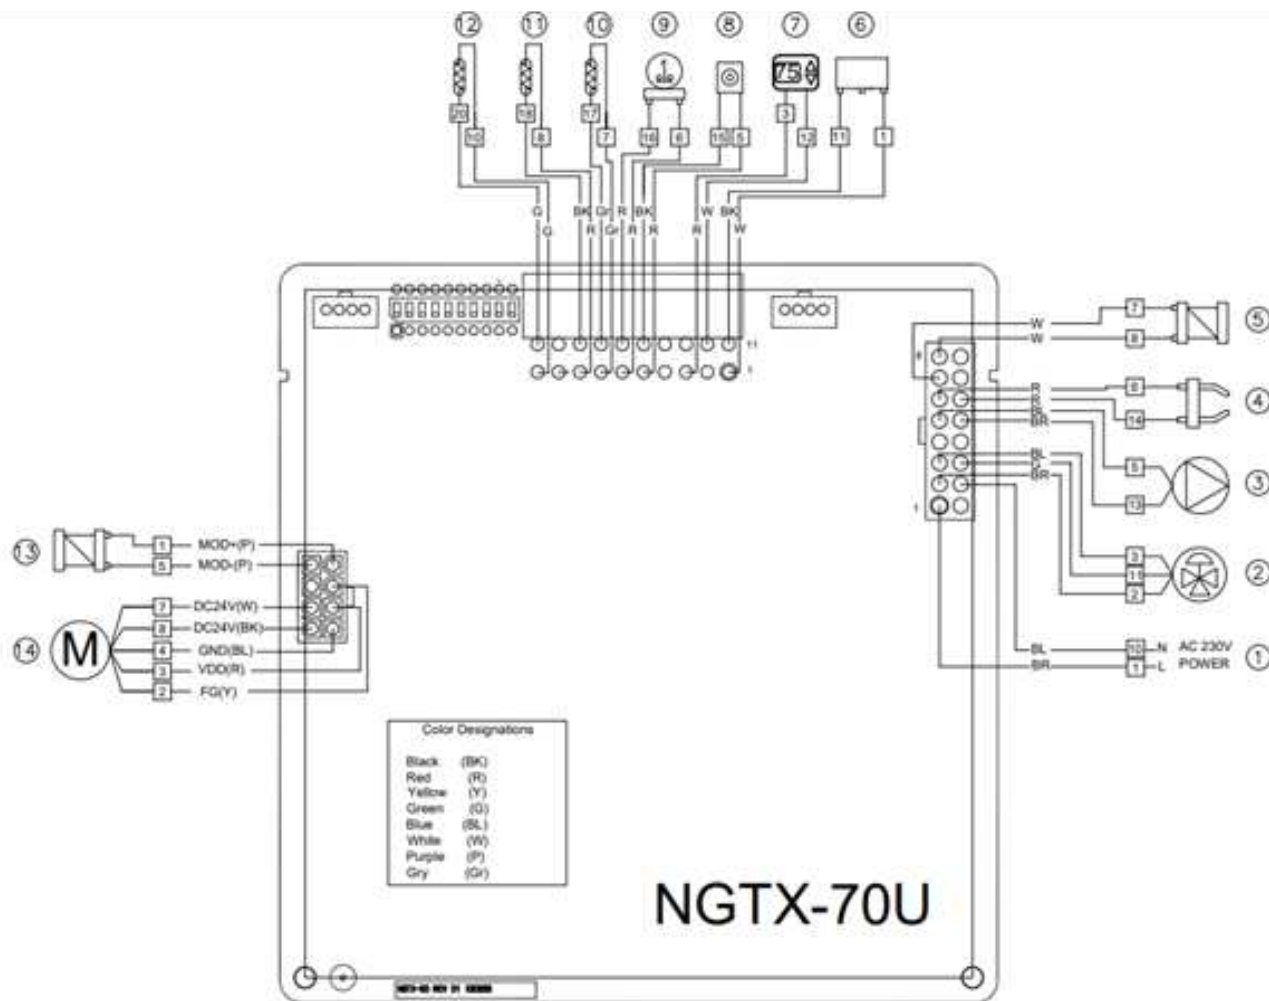 12 11 10 9 8 7 6
75
20 18 17 3
10 8 7 16 6 15 5 12 11 1
G BK Gr R BK W BK
G R Gr R R R W
11
1
W 7 5
W 8
8
R 6 4
R 14
BR 5 3
BR 13
BL 3 2
11
BR 2
1
BL 10 N AC 230V 1
BR 1 L POWER
13 1 MOD+(P)
5 MOD-(P)
7 DC24V(W)
8 DC24V(BK)
14 M 4 GND(BL)
3 VDD(R)
2 FG(Y)
Color Designations
Black (BK)
Red (R)
Yellow (Y)
Green (G)
Blue (BL)
White (W)
Purple (P)
Gry (Gr)
NGTX-70U